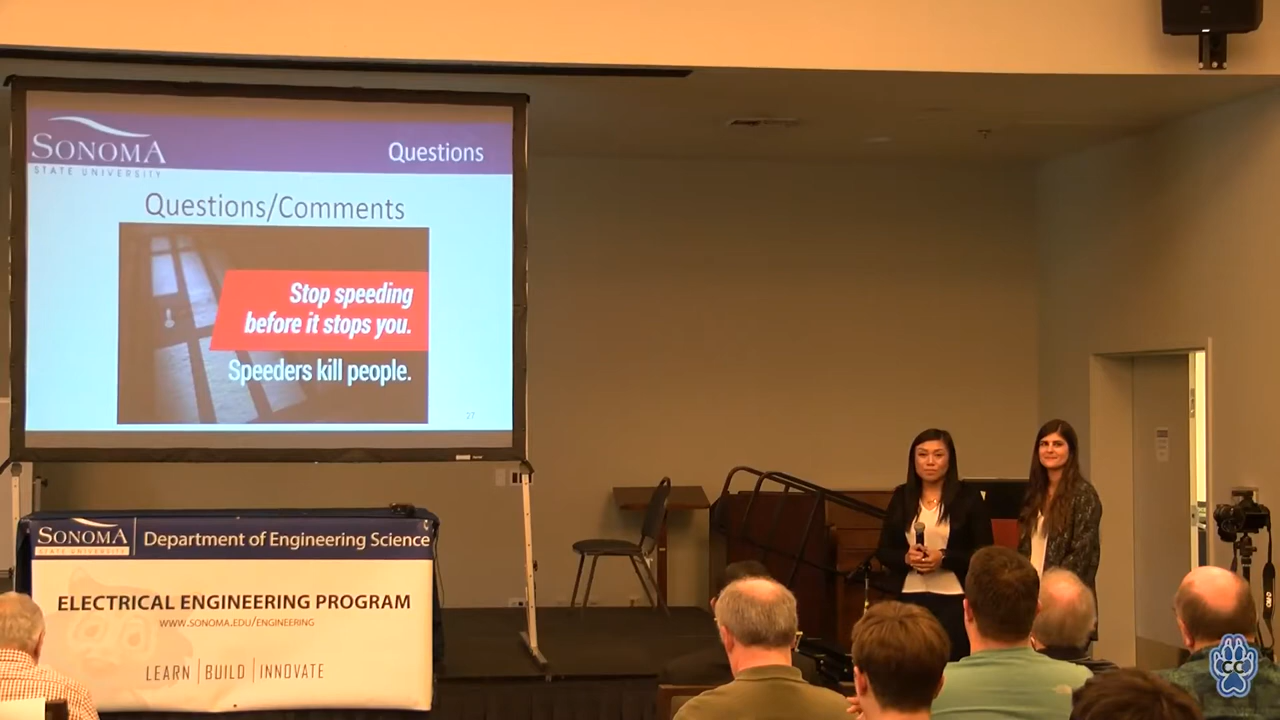 SONOMA
STATE UNIVERSITY
Questions
Questions/Comments
Stop speeding
before it stops you.
Speeders kill people.
27
SONOMA
STATE UNIVERSITY
Department of Engineering Science
ELECTRICAL ENGINEERING PROGRAM
WWW.SONOMA.EDU/ENGINEERING
LEARN | BUILD | INNOVATE
CC